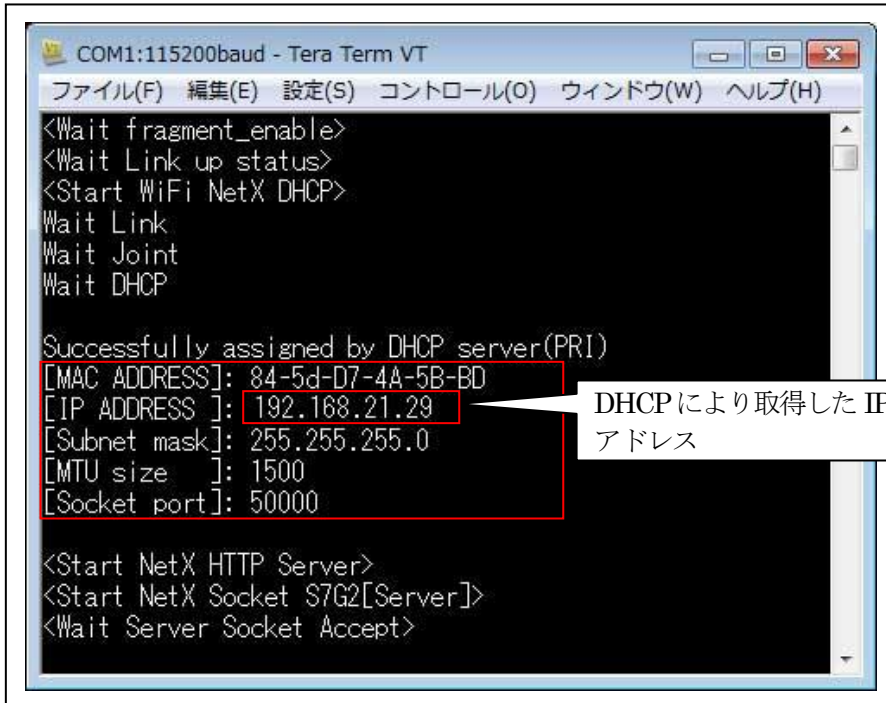 COM1:115200baud - Tera Term VT
ファイル(F) 編集(E) 設定(S) コントロール(O) ウィンドウ(W) ヘルプ(H)
<Wait fragment_enable>
<Wait Link up status>
<Start WiFi NetX DHCP>
Wait Link
Wait Joint
Wait DHCP
Successfully assigned by DHCP server(PRI)
[MAC ADDRESS]: 84-5d-D7-4A-5B-BD
[IP ADDRESS ]: 192.168.21.29
[Subnet mask]: 255.255.255.0
[MTU size   ]: 1500
[Socket port]: 50000
DHCPにより取得した IP
アドレス
<Start NetX HTTP Server>
<Start NetX Socket S7G2[Server]>
<Wait Server Socket Accept>